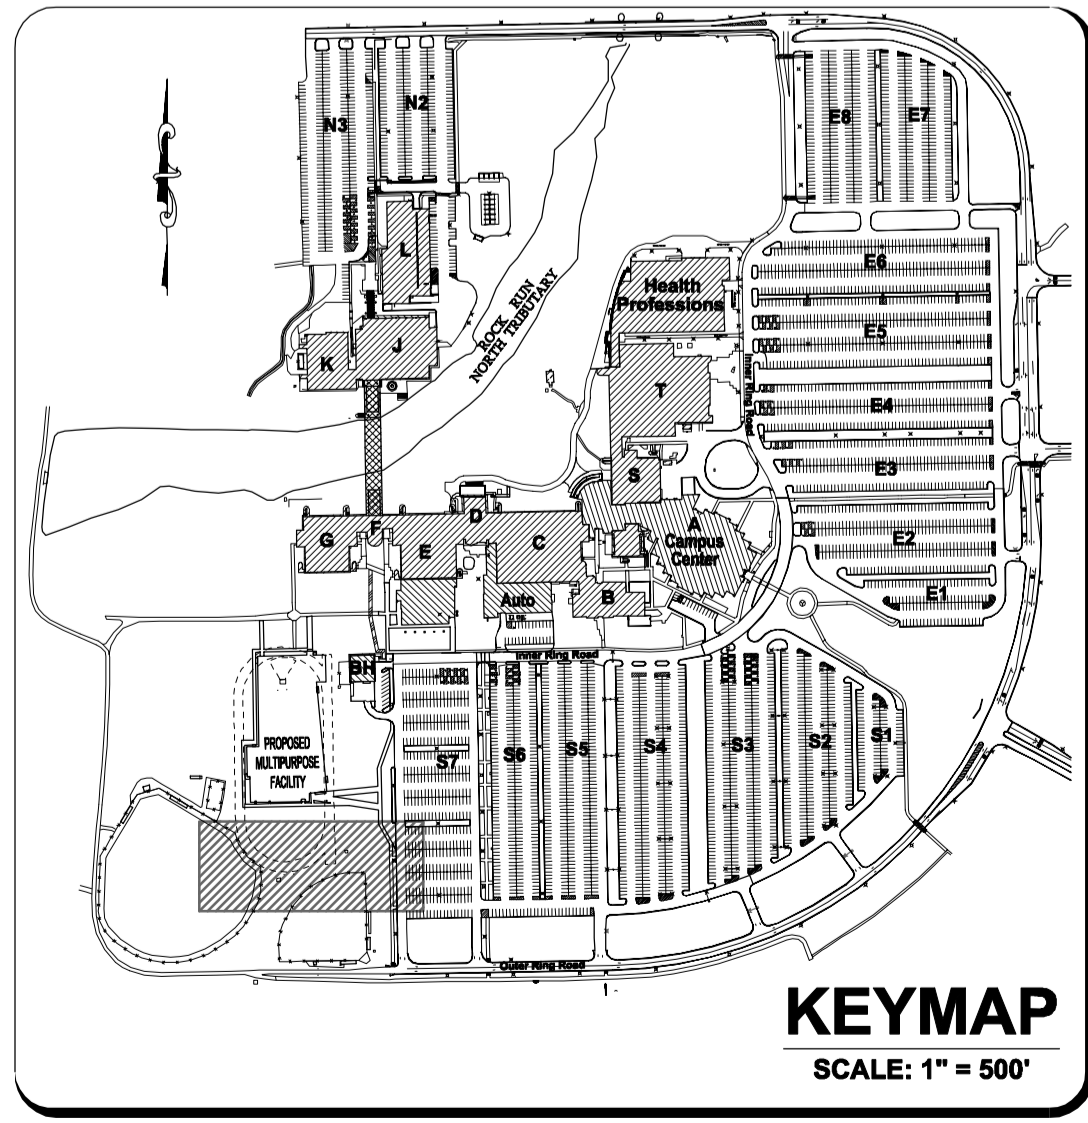 N3
N2
E8
E7
L
E6
Health
Professions
ROCK RUN
NORTH TRIBUTARY
E5
J
K
Inner Ring Road
T
E4
E3
S
D
F
G
E
C
A
Campus
Center
E2
B
Auto
E1
Inner Ring Road
BH
PROPOSED
MULTIPURPOSE
FACILITY
S7
S6
S5
S4
S3
S2
S1
Outer Ring Road
KEYMAP
SCALE: 1" = 500'